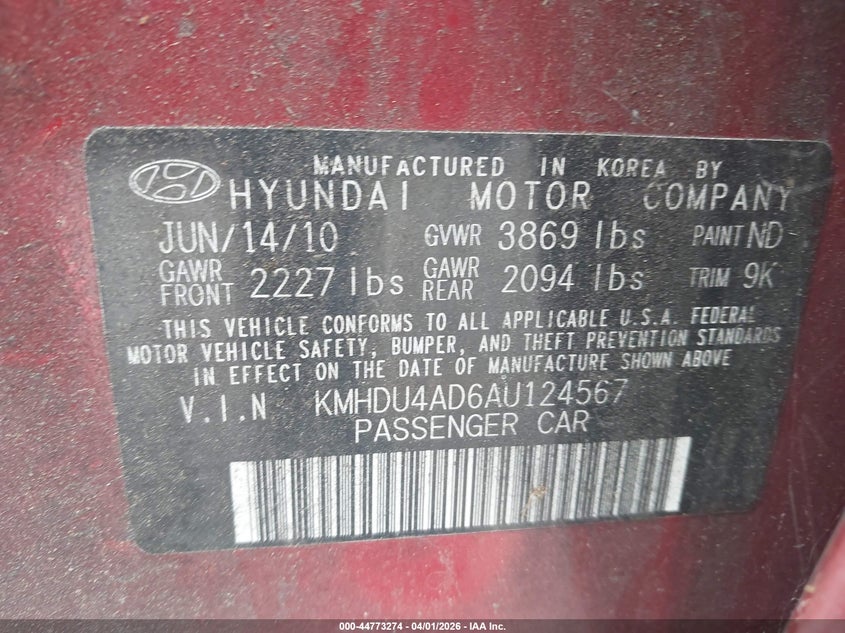 MANUFACTURED IN KOREA BY
HYUNDAI MOTOR COMPANY
JUN/14/10 GVWR 3869 lbs PAINT ND
GAWR FRONT 2227 lbs GAWR REAR 2094 lbs TRIM 9K
THIS VEHICLE CONFORMS TO ALL APPLICABLE U.S.A. FEDERAL
MOTOR VEHICLE SAFETY, BUMPER, AND THEFT PREVENTION STANDARDS
IN EFFECT ON THE DATE OF MANUFACTURE SHOWN ABOVE
V.I.N KMHDU4AD6AU124567
PASSENGER CAR
000-44773274 | 04/01/2026 - IAA Inc.